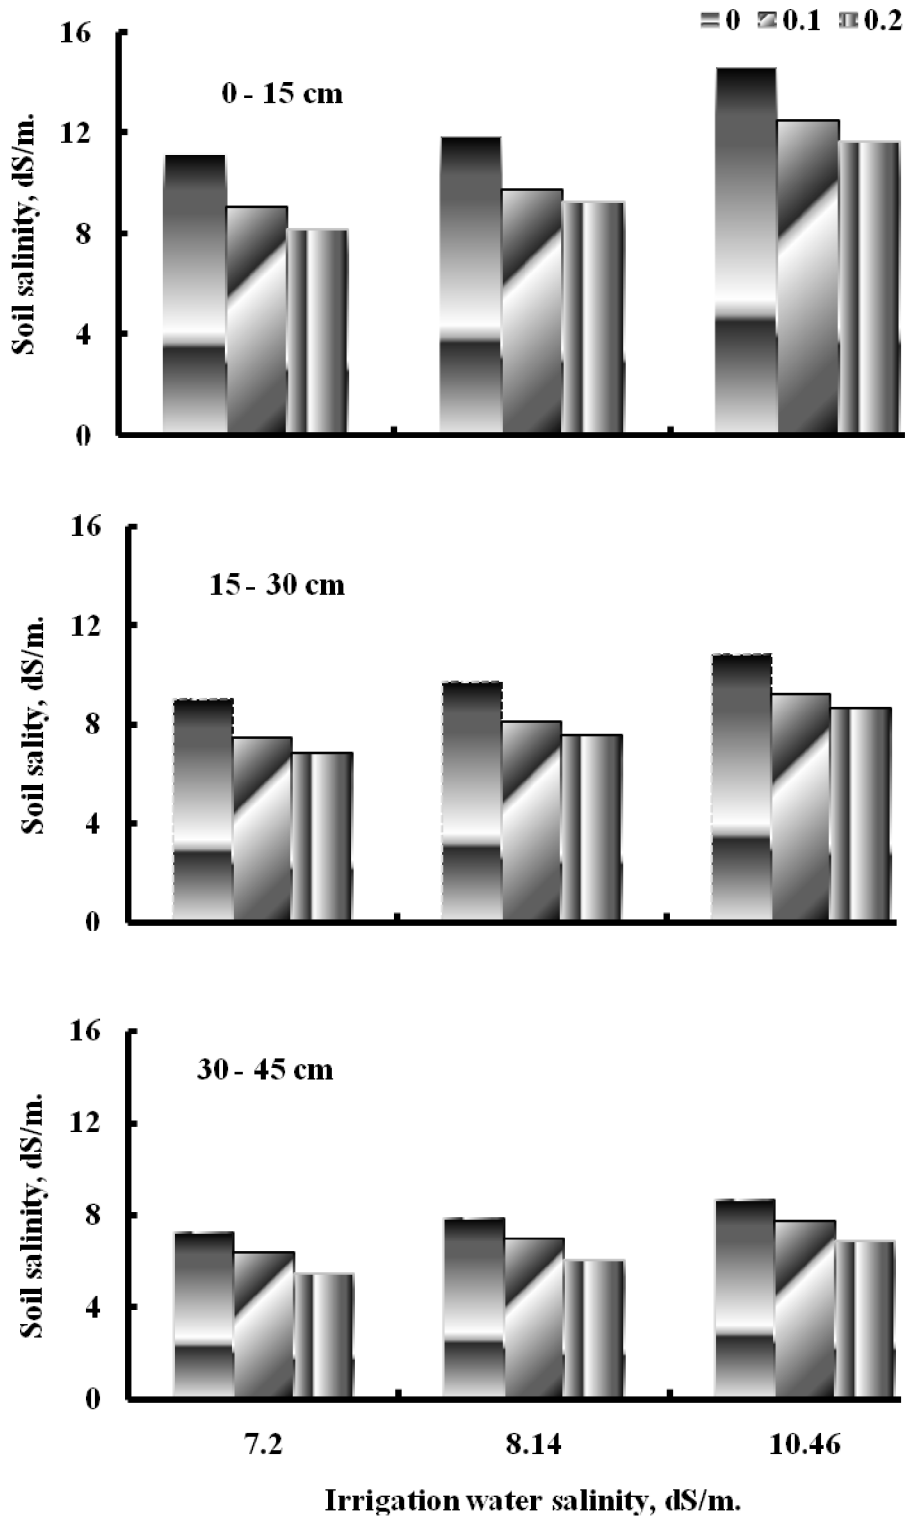 0 0.1 0.2
16
0 - 15 cm
12
8
4
0
Soil salinity, dS/m.
16
15 - 30 cm
12
8
4
0
Soil sality, dS/m.
16
30 - 45 cm
12
8
4
0
Soil salinity, dS/m.
7.2 8.14 10.46
Irrigation water salinity, dS/m.